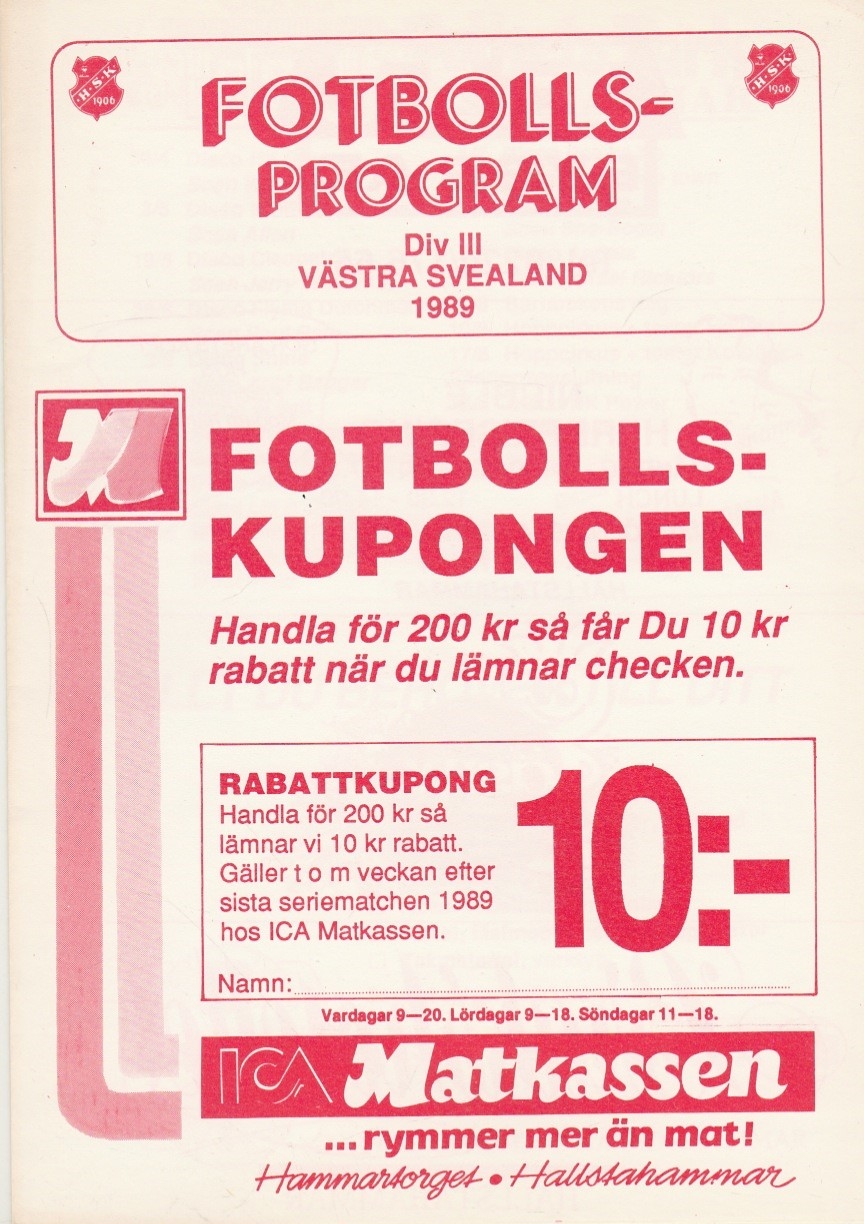 H-S-K
1906
H-S-K
1906
FOTBOLLS-
PROGRAM
Div III
VÄSTRA SVEALAND
1989
FOTBOLLS-
KUPONGEN
Handla för 200 kr så får Du 10 kr
rabatt när du lämnar checken.
RABATTKUPONG
Handla för 200 kr så
lämnar vi 10 kr rabatt.
Gäller t o m veckan efter
sista seriematchen 1989
hos ICA Matkassen.
10:-
Namn:
Vardagar 9—20. Lördagar 9—18. Söndagar 11—18.
ICA Matkassen
...rymmer mer än mat!
Hammartorget • Hallstahammar